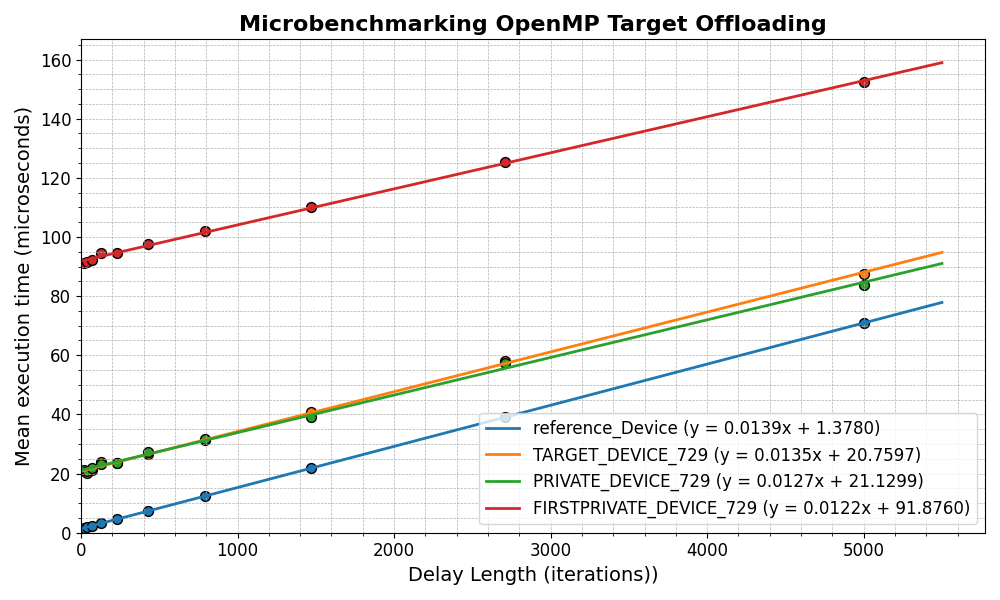 Microbenchmarking OpenMP Target Offloading
Mean execution time (microseconds)
160
140
120
100
80
60
40
20
0
reference_Device (y = 0.0139x + 1.3780)
TARGET_DEVICE_729 (y = 0.0135x + 20.7597)
PRIVATE_DEVICE_729 (y = 0.0127x + 21.1299)
FIRSTPRIVATE_DEVICE_729 (y = 0.0122x + 91.8760)
0 1000 2000 3000 4000 5000
Delay Length (iterations))